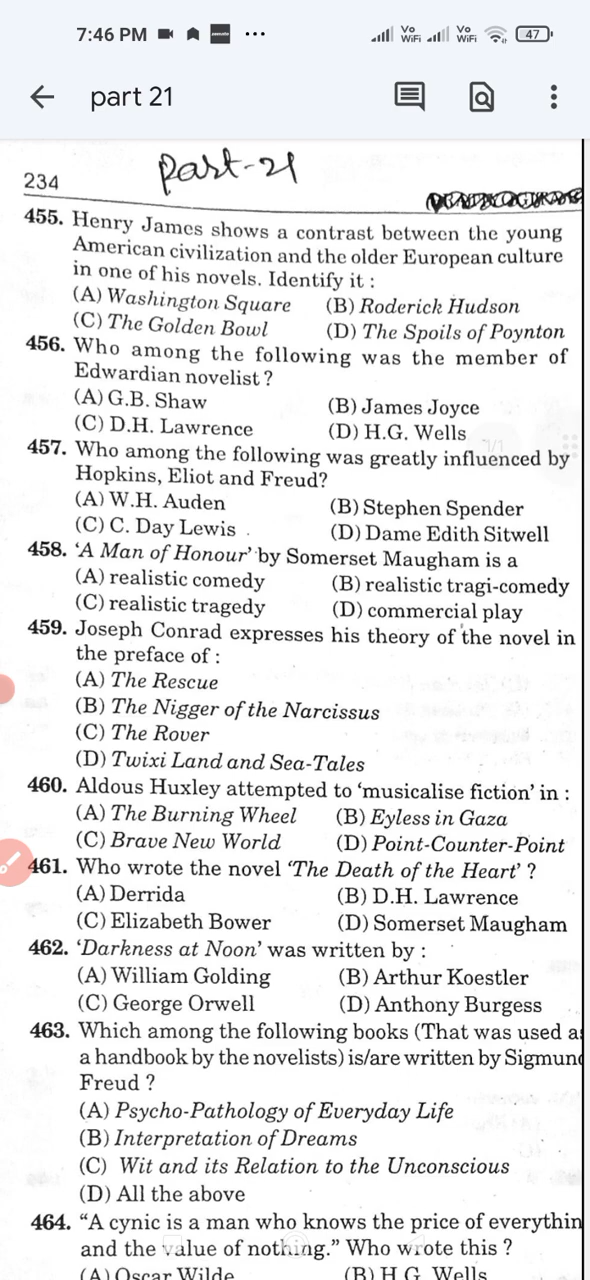 7:46 PM
Vo WiFi Vo WiFi 47
part 21
Part-21
234
455. Henry James shows a contrast between the young
American civilization and the older European culture
in one of his novels. Identify it :
(A) Washington Square (B) Roderick Hudson
(C) The Golden Bowl (D) The Spoils of Poynton
456. Who among the following was the member of
Edwardian novelist ?
(A) G.B. Shaw (B) James Joyce
(C) D.H. Lawrence (D) H.G. Wells
1/1
457. Who among the following was greatly influenced by
Hopkins, Eliot and Freud?
(A) W.H. Auden (B) Stephen Spender
(C) C. Day Lewis (D) Dame Edith Sitwell
458. ‘A Man of Honour’ by Somerset Maugham is a
(A) realistic comedy (B) realistic tragi-comedy
(C) realistic tragedy (D) commercial play
459. Joseph Conrad expresses his theory of the novel in
the preface of :
(A) The Rescue
(B) The Nigger of the Narcissus
(C) The Rover
(D) Twixi Land and Sea-Tales
460. Aldous Huxley attempted to ‘musicalise fiction’ in :
(A) The Burning Wheel (B) Eyless in Gaza
(C) Brave New World (D) Point-Counter-Point
461. Who wrote the novel ‘The Death of the Heart’ ?
(A) Derrida (B) D.H. Lawrence
(C) Elizabeth Bower (D) Somerset Maugham
462. ‘Darkness at Noon’ was written by :
(A) William Golding (B) Arthur Koestler
(C) George Orwell (D) Anthony Burgess
463. Which among the following books (That was used as
a handbook by the novelists) is/are written by Sigmund
Freud ?
(A) Psycho-Pathology of Everyday Life
(B) Interpretation of Dreams
(C) Wit and its Relation to the Unconscious
(D) All the above
464. “A cynic is a man who knows the price of everythin
and the value of nothing.” Who wrote this ?
(A) Oscar Wilde (B) H.G. Wells